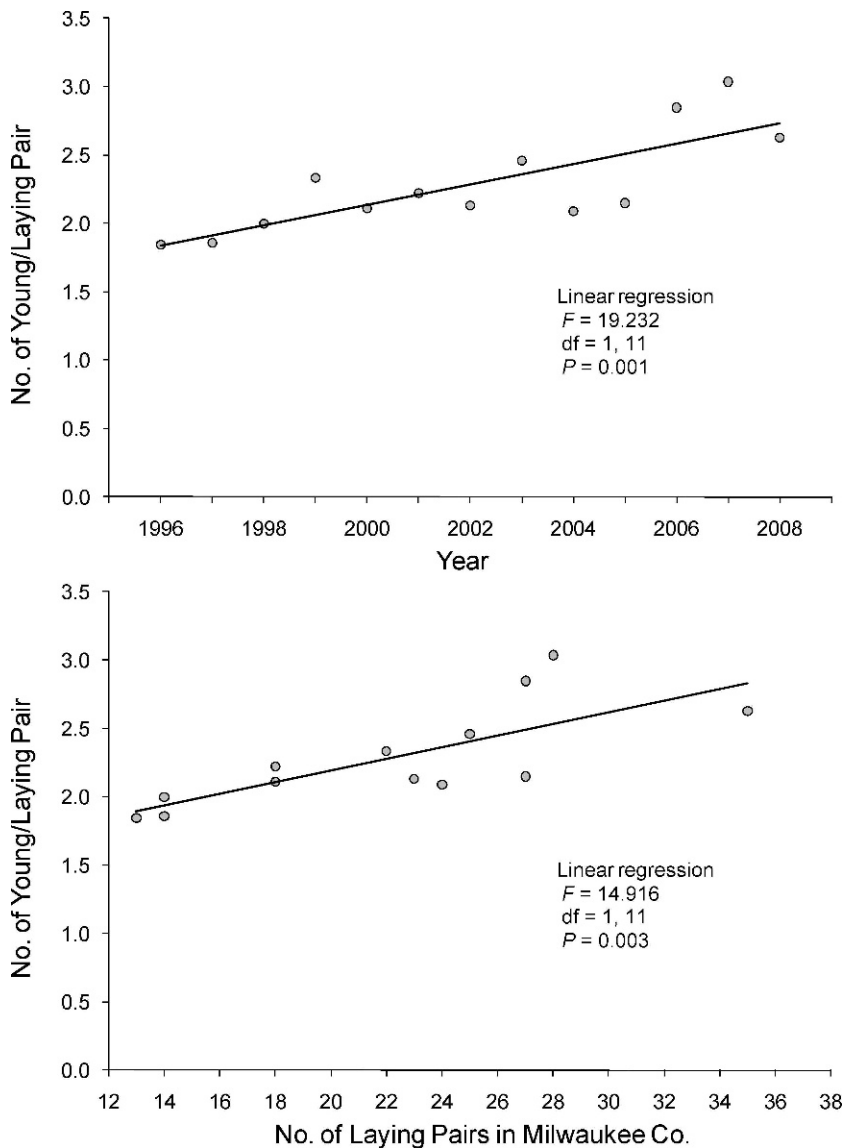 3.5
3.0
2.5
2.0
1.5
1.0
0.5
0.0
No. of Young/Laying Pair
Linear regression
F = 19.232
df = 1, 11
P = 0.001
1996 1998 2000 2002 2004 2006 2008
Year
3.5
3.0
2.5
2.0
1.5
1.0
0.5
0.0
No. of Young/Laying Pair
Linear regression
F = 14.916
df = 1, 11
P = 0.003
12 14 16 18 20 22 24 26 28 30 32 34 36 38
No. of Laying Pairs in Milwaukee Co.